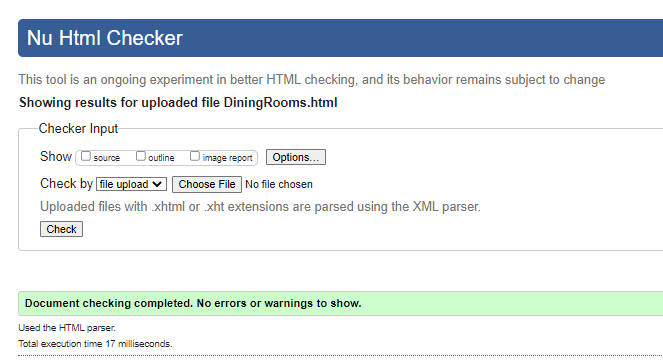 Nu Html Checker
This tool is an ongoing experiment in better HTML checking, and its behavior remains subject to change
Showing results for uploaded file DiningRooms.html
Checker Input
Show source outline image report Options...
Check by file upload Choose File No file chosen
Uploaded files with .xhtml or .xht extensions are parsed using the XML parser.
Check
Document checking completed. No errors or warnings to show.
Used the HTML parser.
Total execution time 17 milliseconds.